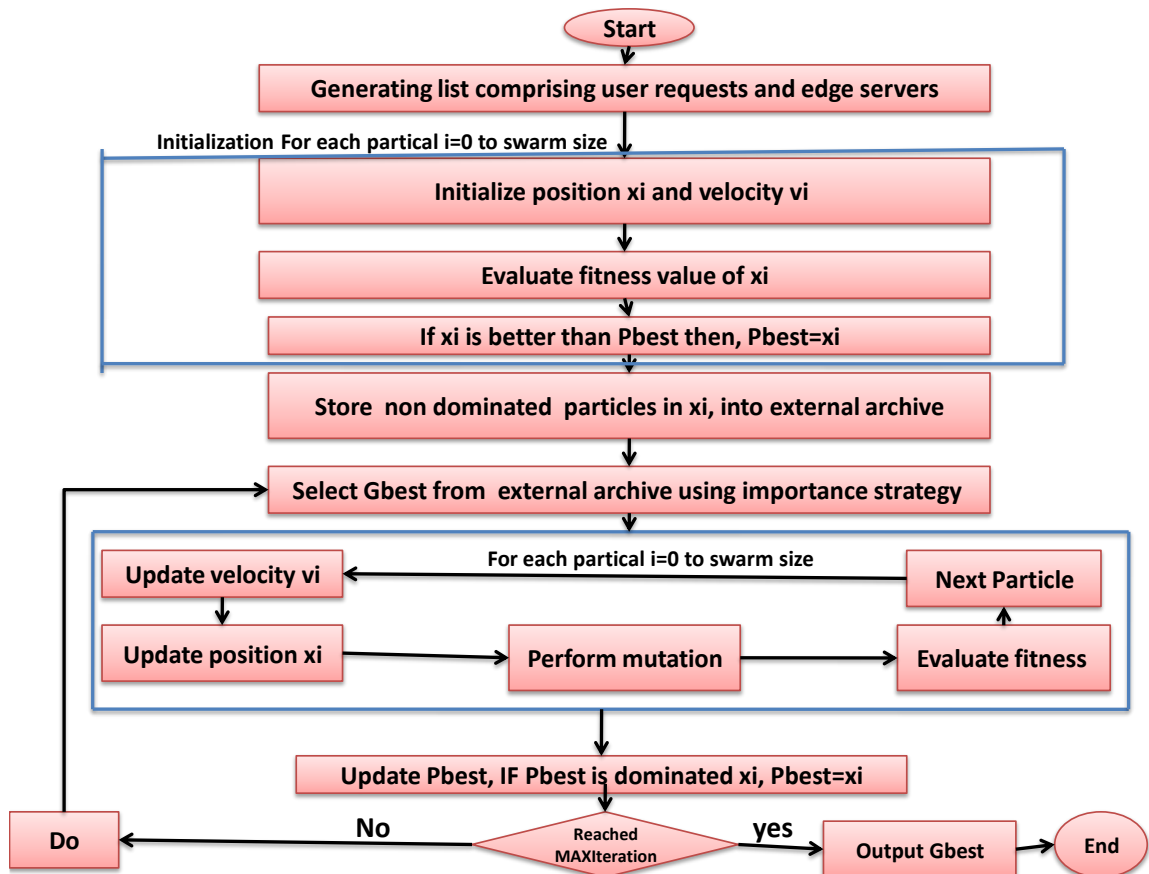 Start
Generating list comprising user requests and edge servers
Initialization For each partical i=0 to swarm size
Initialize position xi and velocity vi
Evaluate fitness value of xi
If xi is better than Pbest then, Pbest=xi
Store non dominated particles in xi, into external archive
Select Gbest from external archive using importance strategy
For each partical i=0 to swarm size
Update velocity vi
Next Particle
Update position xi
Perform mutation
Evaluate fitness
Update Pbest, IF Pbest is dominated xi, Pbest=xi
Do
No
Reached
MAXIteration
yes
Output Gbest
End